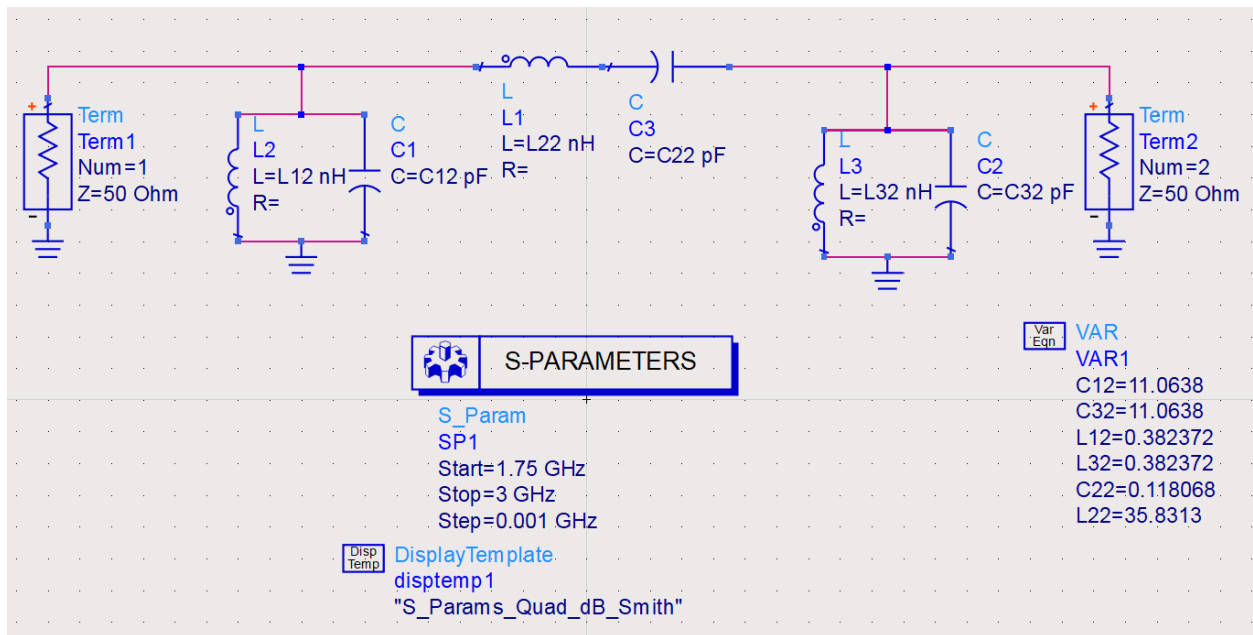 +
-
Term
Term1
Num=1
Z=50 Ohm
L
L2
L=L12 nH
R=
C
C1
C=C12 pF
L
L1
L=L22 nH
R=
C
C3
C=C22 pF
L
L3
L=L32 nH
R=
C
C2
C=C32 pF
+
-
Term
Term2
Num=2
Z=50 Ohm
S-PARAMETERS
S_Param
SP1
Start=1.75 GHz
Stop=3 GHz
Step=0.001 GHz
Disp
Temp
DisplayTemplate
disptemp1
"S_Params_Quad_dB_Smith"
Var
Eqn
VAR
VAR1
C12=11.0638
C32=11.0638
L12=0.382372
L32=0.382372
C22=0.118068
L22=35.8313